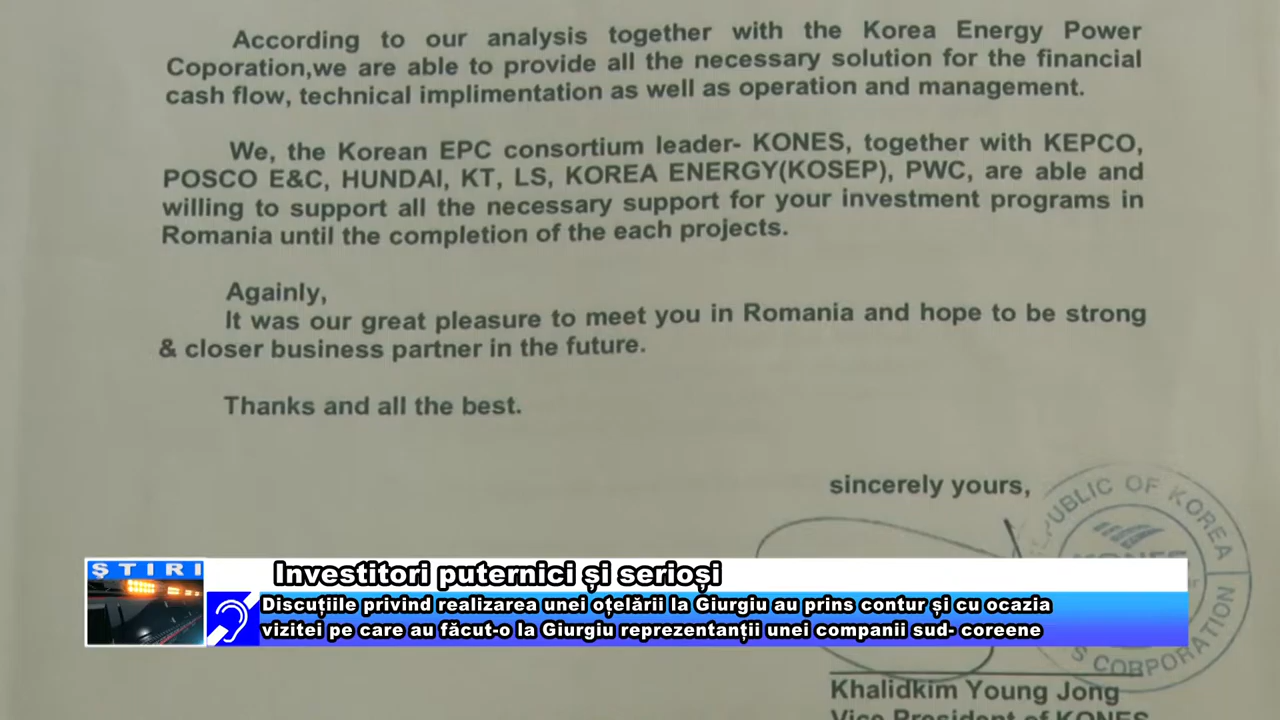 According to our analysis together with the Korea Energy Power
Coporation,we are able to provide all the necessary solution for the financial
cash flow, technical implimentation as well as operation and management.
We, the Korean EPC consortium leader- KONES, together with KEPCO,
POSCO E&C, HUNDAI, KT, LS, KOREA ENERGY(KOSEP), PWC, are able and
willing to support all the necessary support for your investment programs in
Romania until the completion of the each projects.
Againly,
It was our great pleasure to meet you in Romania and hope to be strong
& closer business partner in the future.
Thanks and all the best.
sincerely yours,
OF KOREA
CORPORATION
ŞTIRI
Investitori puternici și serioși
Discuțiile privind realizarea unei oțelării la Giurgiu au prins contur și cu ocazia
vizitei pe care au făcut-o la Giurgiu reprezentanții unei companii sud- coreene
Khalidkim Young Jong
Vice President of KONES